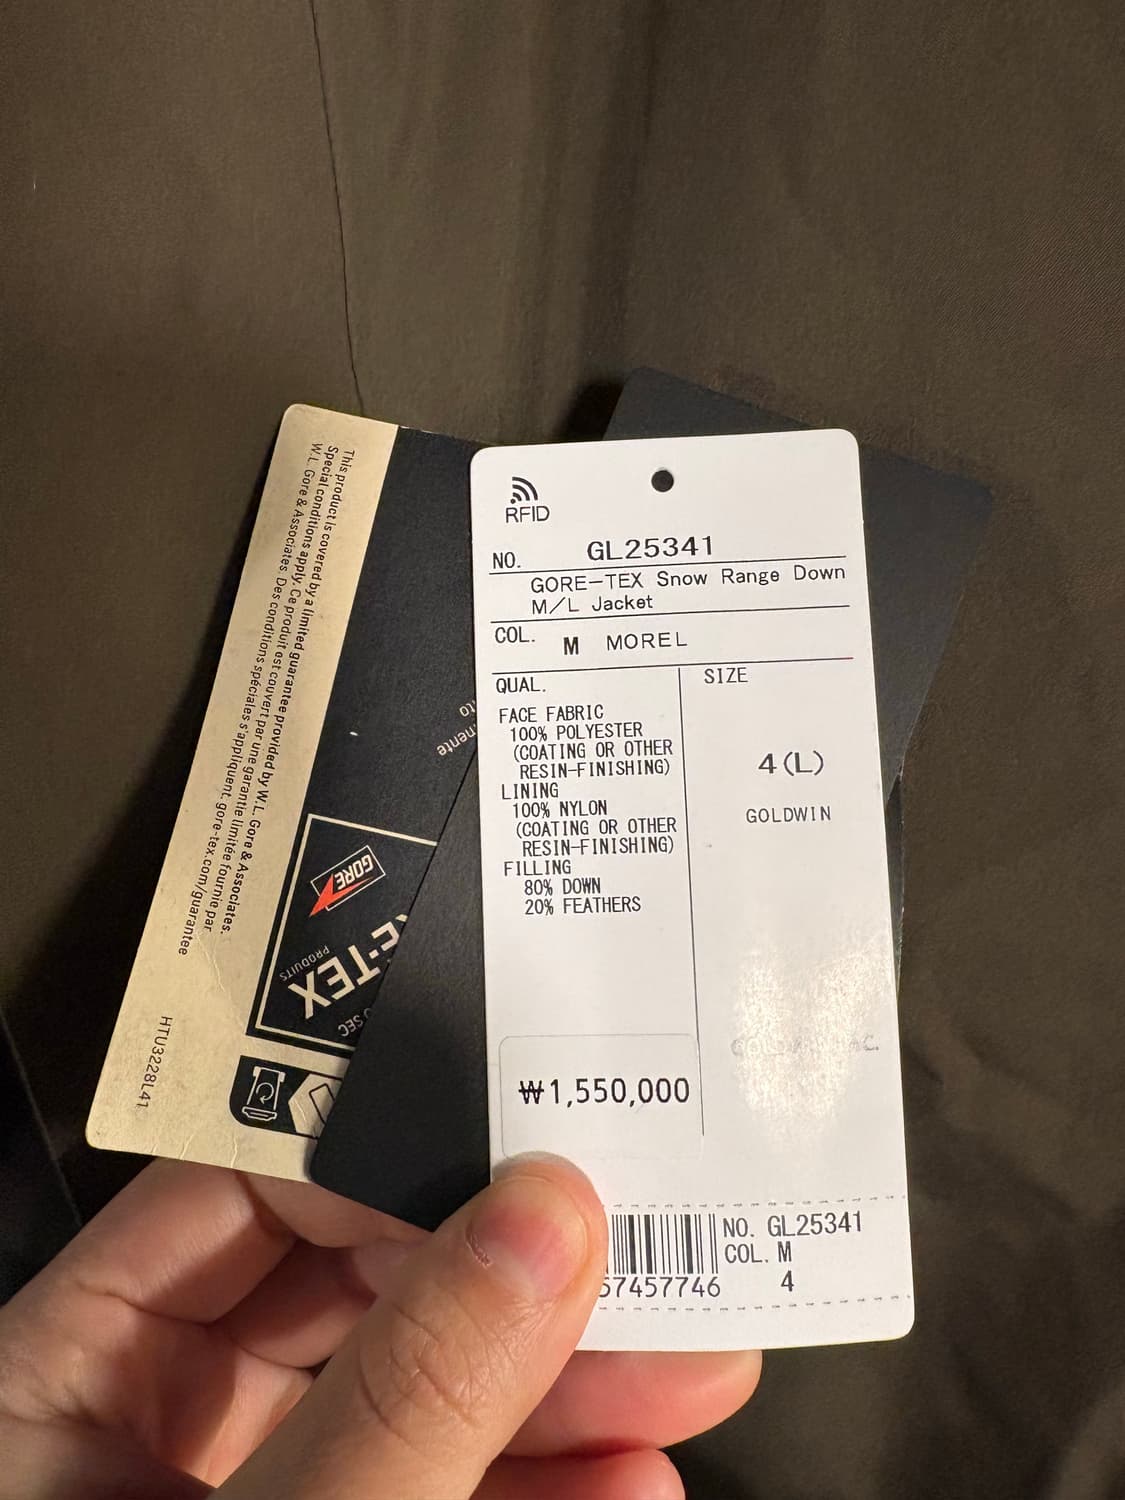 RFID
NO. GL25341
GORE-TEX Snow Range Down
M/L Jacket
COL. M MOREL
QUAL.
FACE FABRIC
100% POLYESTER
(COATING OR OTHER
RESIN-FINISHING)
LINING
100% NYLON
(COATING OR OTHER
RESIN-FINISHING)
FILLING
80% DOWN
20% FEATHERS
SIZE
4(L)
GOLDWIN
₩1,550,000
NO. GL25341
COL. M
4
57457746
This product is covered by a limited guarantee provided by W.L. Gore & Associates.
Special conditions apply. Ce produit est couvert par une garantie limitée fournie par
W.L. Gore & Associates. Des conditions spéciales s'appliquent. gore-tex.com/guarantee
HTU3228L41
GORE
E-TEX
PRODUITS
SEC